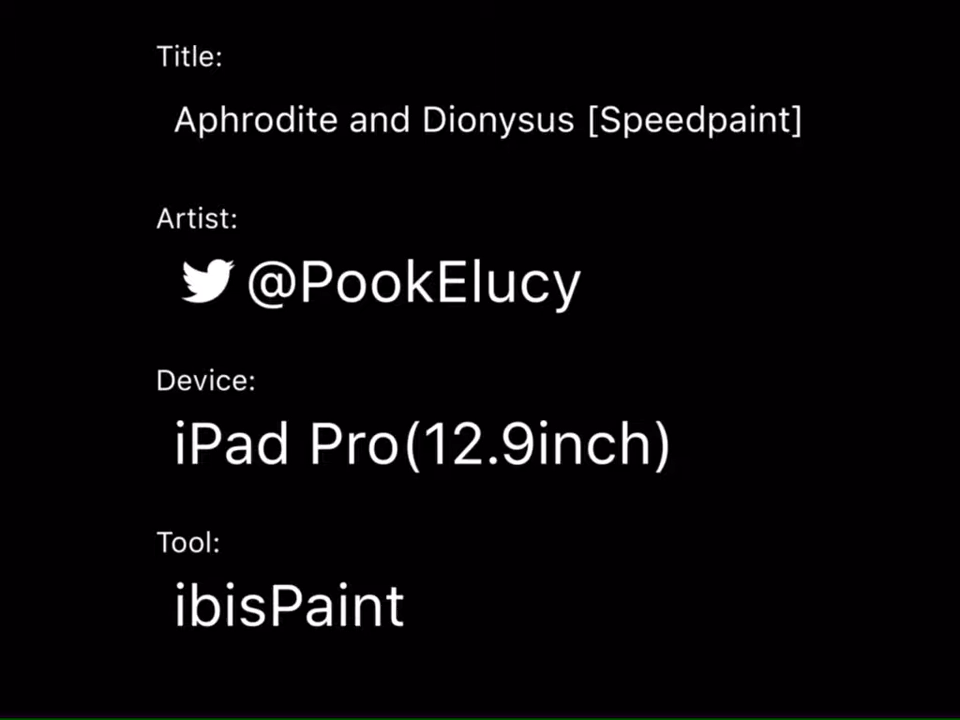 Title:
Aphrodite and Dionysus [Speedpaint]
Artist:
@PookElucy
Device:
iPad Pro(12.9inch)
Tool:
ibisPaint